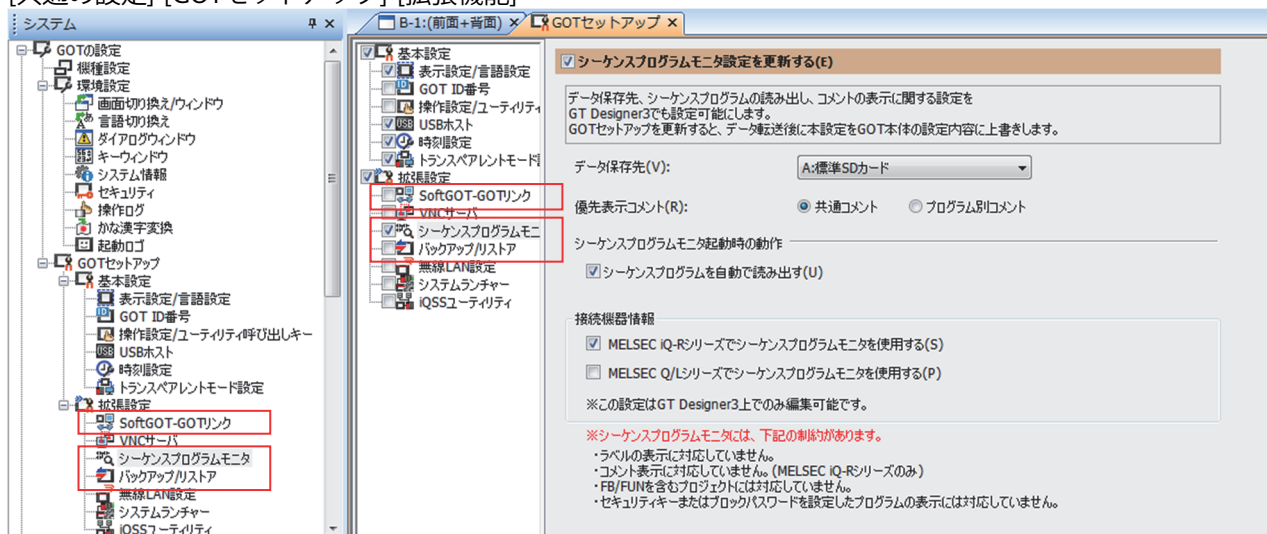 [共通の設定]-[GOTセットアップ]-[拡張機能]
システム
GOTの設定
機種設定
環境設定
画面切り換え/ウィンドウ
言語切り換え
ダイアログウィンドウ
キーウィンドウ
システム情報
セキュリティ
操作ログ
かな漢字変換
起動ロゴ
GOTセットアップ
基本設定
表示設定/言語設定
GOT ID番号
操作設定/ユーティリティ呼び出しキー
USBホスト
時刻設定
トランスペアレントモード設定
拡張設定
SoftGOT-GOTリンク
VNCサーバ
シーケンスプログラムモニタ
バックアップ/リストア
無線LAN設定
システムランチャー
iQSSユーティリティ
B-1:(前面+背面)
GOTセットアップ
基本設定
表示設定/言語設定
GOT ID番号
操作設定/ユーティリティ
USBホスト
時刻設定
トランスペアレントモード
拡張設定
SoftGOT-GOTリンク
VNCサーバ
シーケンスプログラムモニ
バックアップ/リストア
無線LAN設定
システムランチャー
iQSSユーティリティ
シーケンスプログラムモニタ設定を更新する(E)
データ保存先、シーケンスプログラムの読み出し、コメントの表示に関する設定を
GT Designer3でも設定可能にします。
GOTセットアップを更新すると、データ転送後に本設定をGOT本体の設定内容に上書きします。
データ保存先(V): A:標準SDカード
優先表示コメント(R): 共通コメント プログラム別コメント
シーケンスプログラムモニタ起動時の動作
シーケンスプログラムを自動で読み出す(U)
接続機器情報
MELSEC iQ-Rシリーズでシーケンスプログラムモニタを使用する(S)
MELSEC Q/Lシリーズでシーケンスプログラムモニタを使用する(P)
※この設定はGT Designer3上でのみ編集可能です。
※シーケンスプログラムモニタには、下記の制約があります。
・ラベルの表示に対応していません。
・コメント表示に対応していません。(MELSEC iQ-Rシリーズのみ)
・FB/FUNを含むプロジェクトには対応していません。
・セキュリティキーまたはブロックパスワードを設定したプログラムの表示には対応していません。